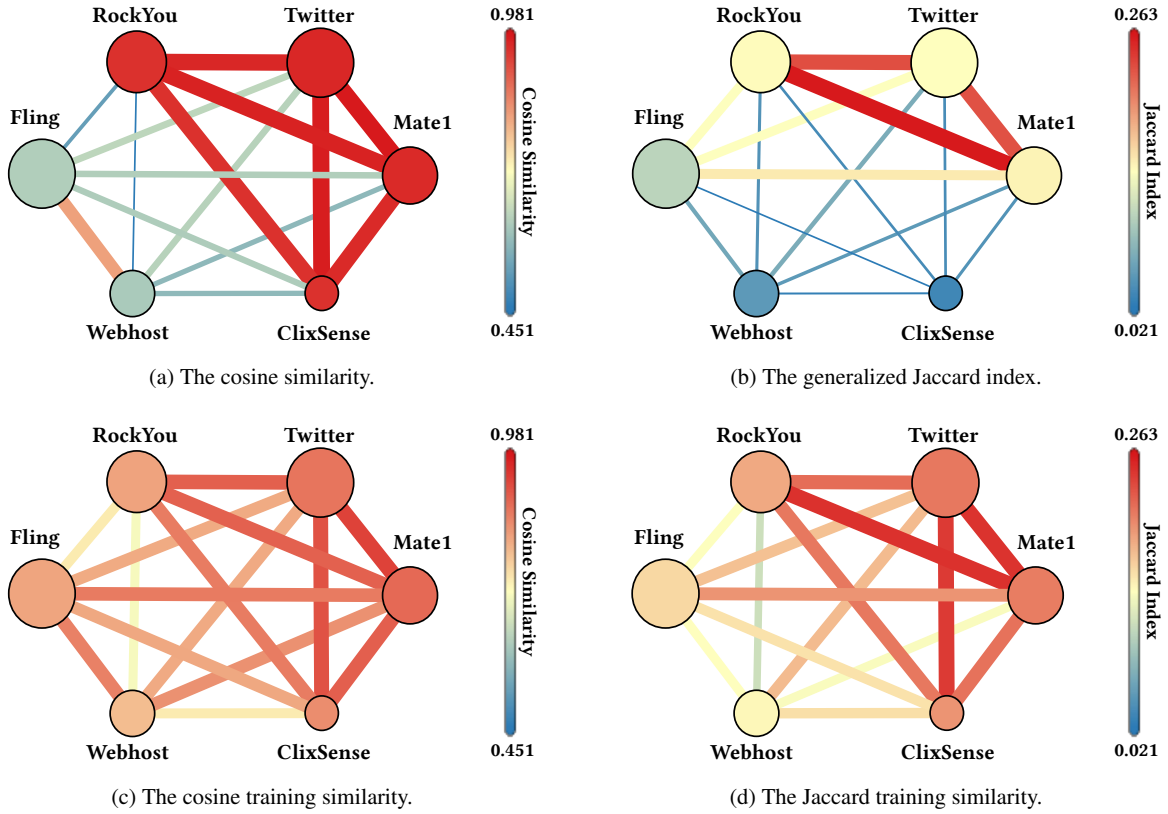 RockYou
Twitter
Mate1
Fling
Webhost
ClixSense
0.981
Cosine Similarity
0.451
(a) The cosine similarity.
RockYou
Twitter
Mate1
Fling
Webhost
ClixSense
0.263
Jaccard Index
0.021
(b) The generalized Jaccard index.
RockYou
Twitter
Mate1
Fling
Webhost
ClixSense
0.981
Cosine Similarity
0.451
(c) The cosine training similarity.
RockYou
Twitter
Mate1
Fling
Webhost
ClixSense
0.263
Jaccard Index
0.021
(d) The Jaccard training similarity.